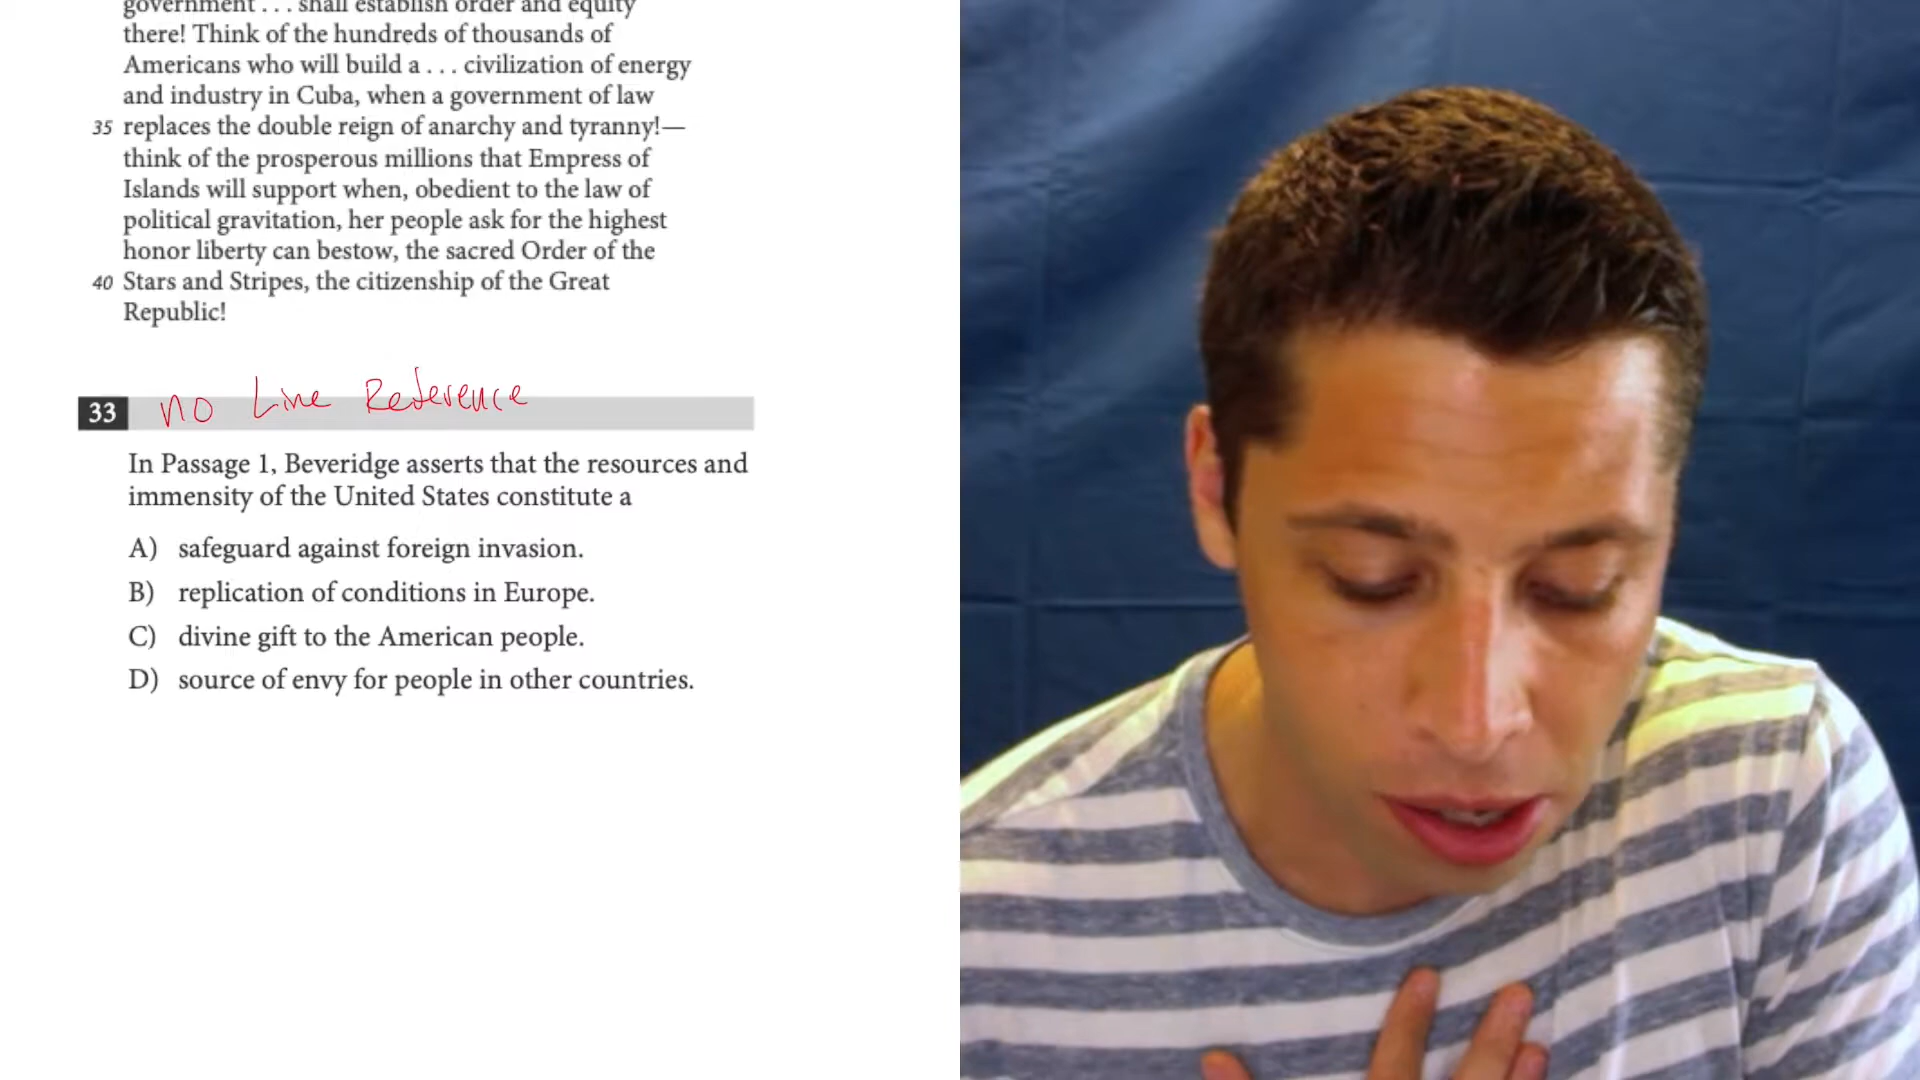 government . . . shall establish order and equity
there! Think of the hundreds of thousands of
Americans who will build a . . . civilization of energy
and industry in Cuba, when a government of law
35 replaces the double reign of anarchy and tyranny!—
think of the prosperous millions that Empress of
Islands will support when, obedient to the law of
political gravitation, her people ask for the highest
honor liberty can bestow, the sacred Order of the
40 Stars and Stripes, the citizenship of the Great
Republic!
33 no Line Reference
In Passage 1, Beveridge asserts that the resources and
immensity of the United States constitute a
A) safeguard against foreign invasion.
B) replication of conditions in Europe.
C) divine gift to the American people.
D) source of envy for people in other countries.